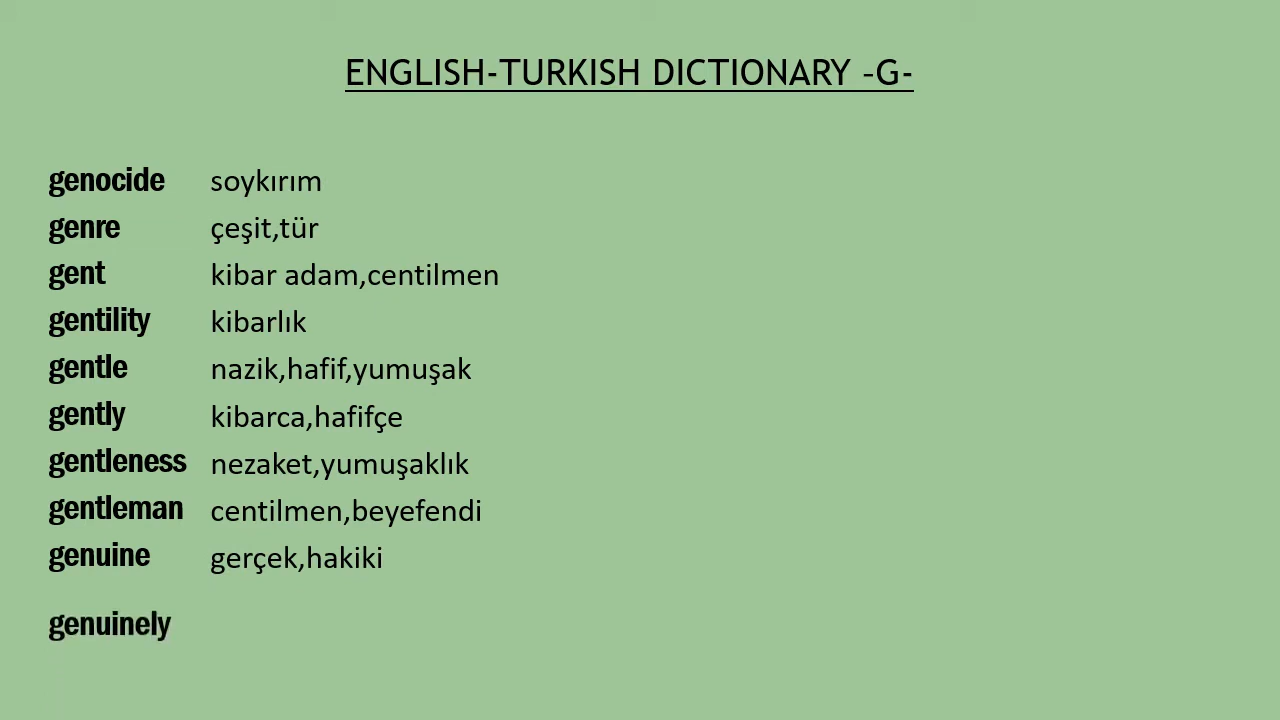 ENGLISH-TURKISH DICTIONARY -G-
genocide soykırım
genre çeşit,tür
gent kibar adam,centilmen
gentility kibarlık
gentle nazik,hafif,yumuşak
gently kibarca,hafifçe
gentleness nezaket,yumuşaklık
gentleman centilmen,beyefendi
genuine gerçek,hakiki
genuinely